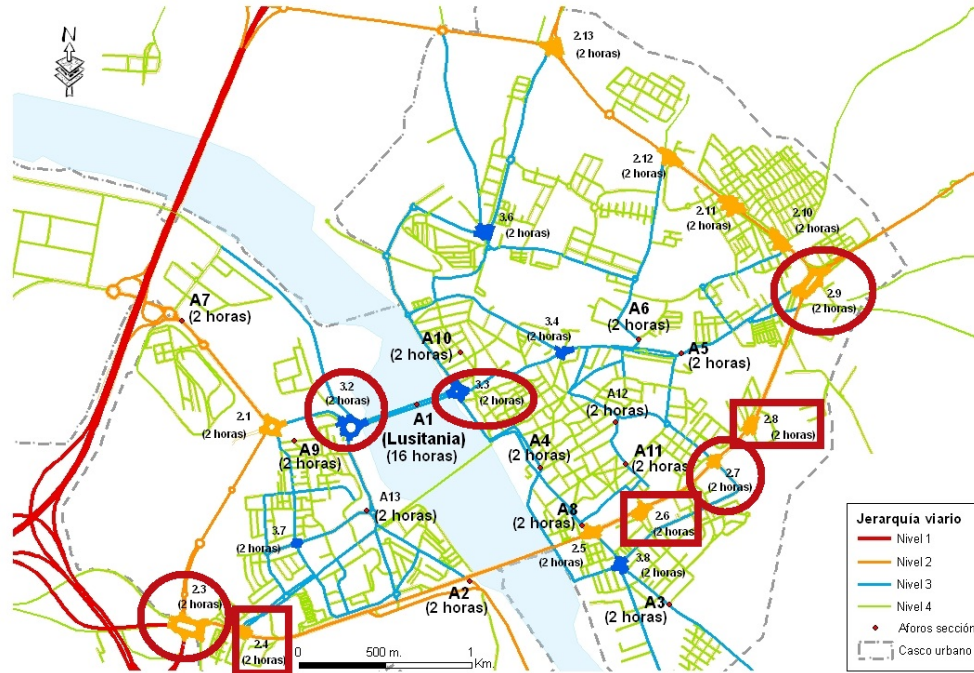 N
2.13
(2 horas)
2.12
(2 horas)
2.11
(2 horas)
2.10
(2 horas)
3.6
(2 horas)
2.9
(2 horas)
A7
(2 horas)
A6
(2 horas)
3.4
(2 horas)
A10
(2 horas)
A5
(2 horas)
3.2
(2 horas)
3.3
(2 horas)
A12
(2 horas)
A1
(Lusitania)
(16 horas)
2.1
(2 horas)
2.8
(2 horas)
A9
(2 horas)
A4
(2 horas)
A11
(2 horas)
2.7
(2 horas)
A13
(2 horas)
A8
(2 horas)
2.6
(2 horas)
3.7
(2 horas)
2.5
(2 horas)
3.8
(2 horas)
2.3
(2 horas)
A2
(2 horas)
A3
(2 horas)
2.4
(2 horas)
0 500 m. 1
Km.
Jerarquía viario
Nivel 1
Nivel 2
Nivel 3
Nivel 4
Aforos sección
Casco urbano